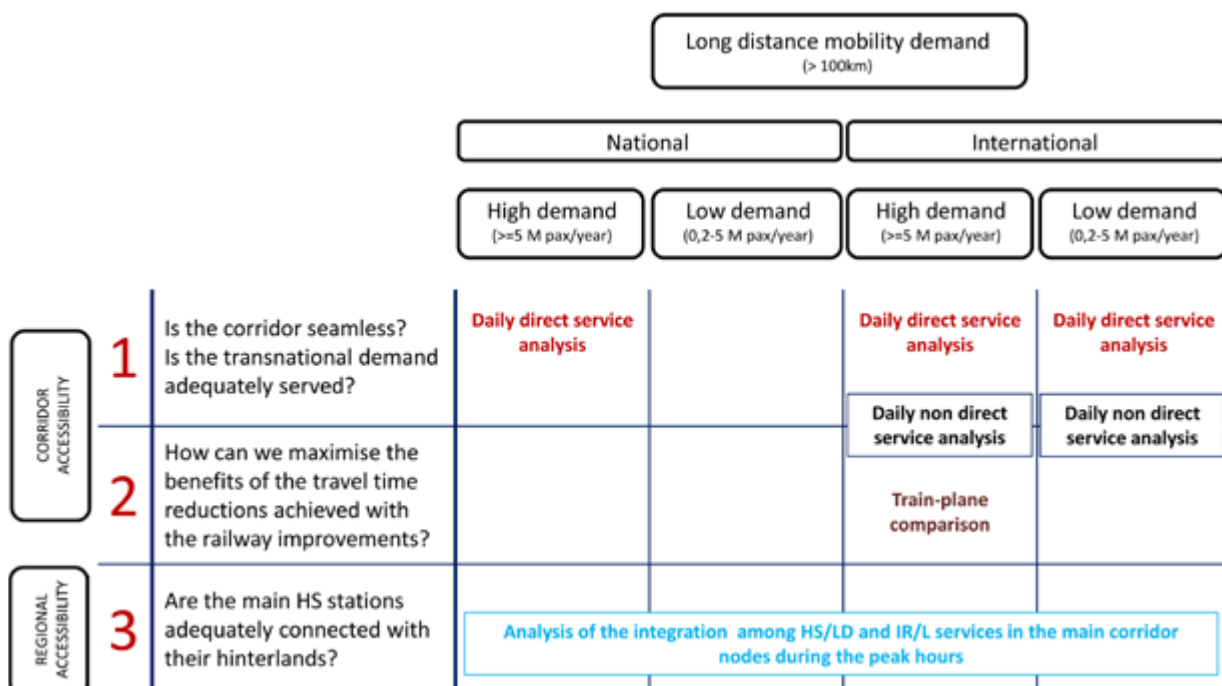 Long distance mobility demand
(> 100km)
National
International
High demand
(>=5 M pax/year)
Low demand
(0,2-5 M pax/year)
High demand
(>=5 M pax/year)
Low demand
(0,2-5 M pax/year)
CORRIDOR
ACCESSIBILITY
1
Is the corridor seamless?
Is the transnational demand
adequately served?
Daily direct service
analysis
Daily direct service
analysis
Daily direct service
analysis
Daily non direct
service analysis
Daily non direct
service analysis
2
How can we maximise the
benefits of the travel time
reductions achieved with
the railway improvements?
Train-plane
comparison
REGIONAL
ACCESSIBILITY
3
Are the main HS stations
adequately connected with
their hinterlands?
Analysis of the integration among HS/LD and IR/L services in the main corridor
nodes during the peak hours